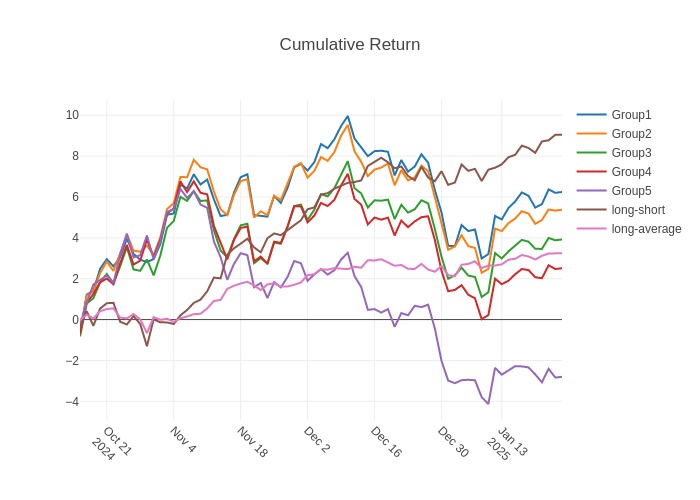 Cumulative Return
10
8
6
4
2
0
−2
−4
Oct 21
2024
Nov 4
Nov 18
Dec 2
Dec 16
Dec 30
Jan 13
2025
Group1
Group2
Group3
Group4
Group5
long-short
long-average